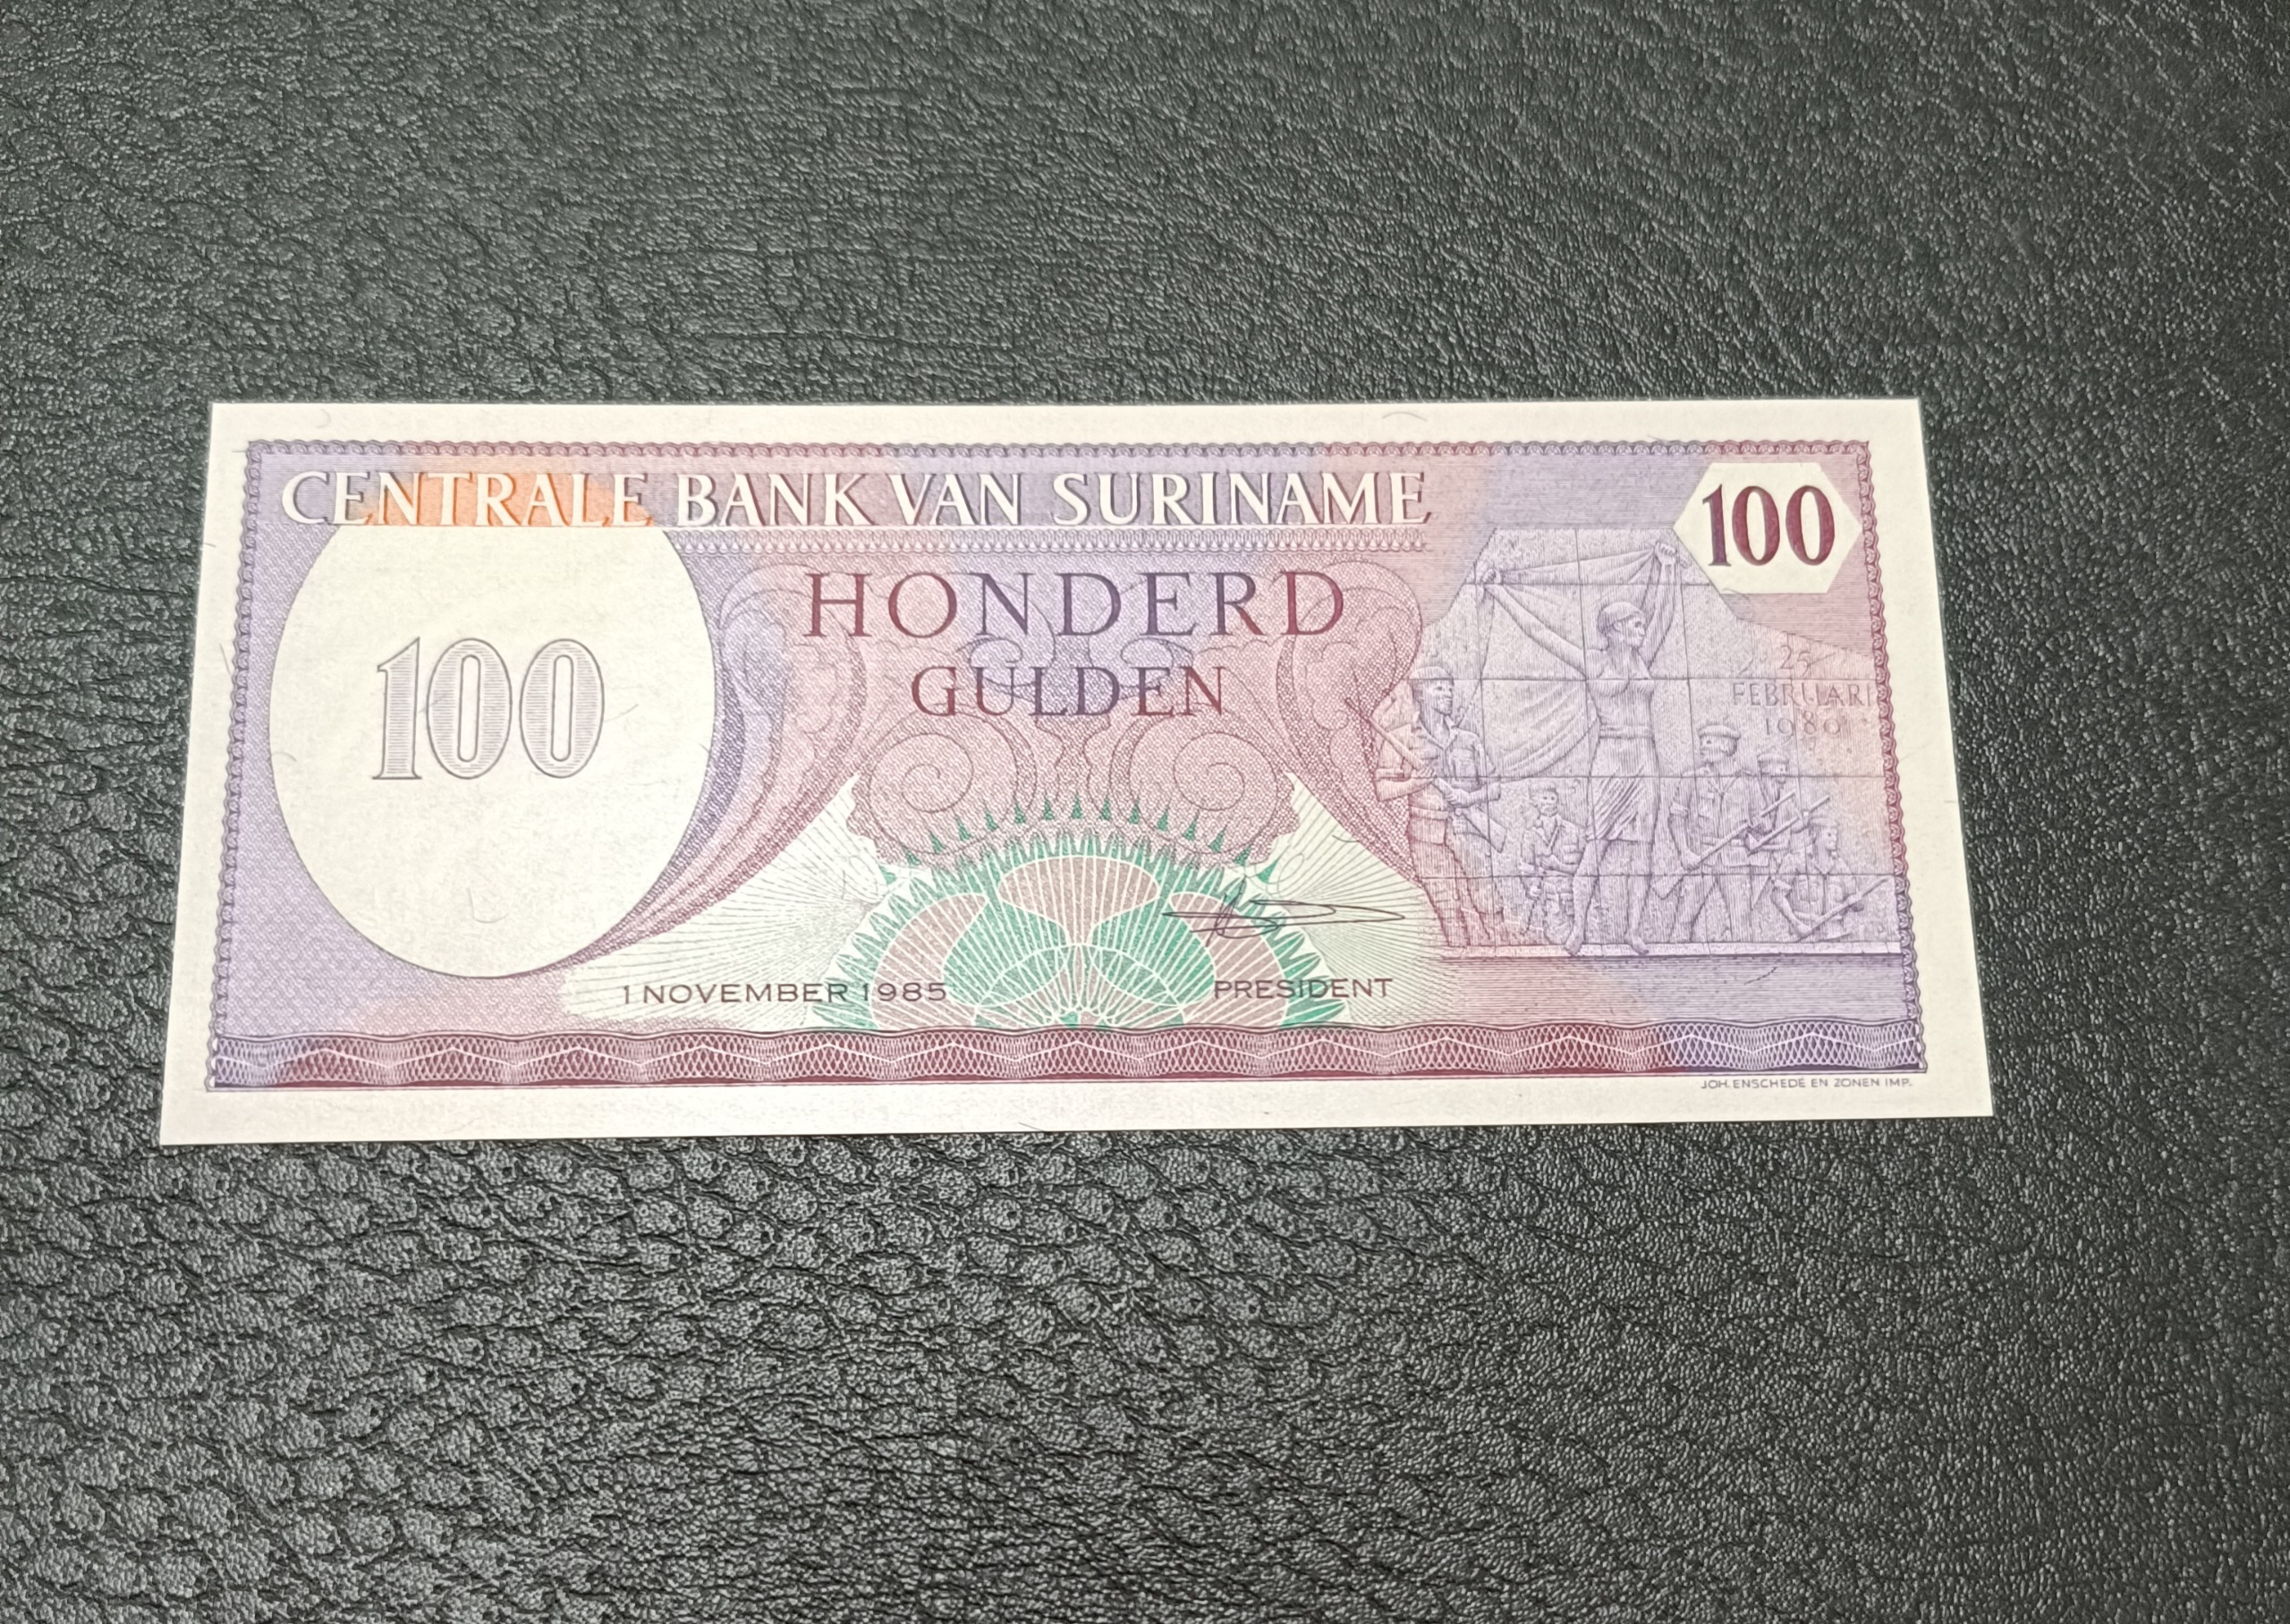 CENTRALE BANK VAN SURINAME
100
HONDERD
GULDEN
100
25
FEBRUARI
1980
1 NOVEMBER 1985
PRESIDENT
JOH. ENSCHEDÉ EN ZONEN IMP.